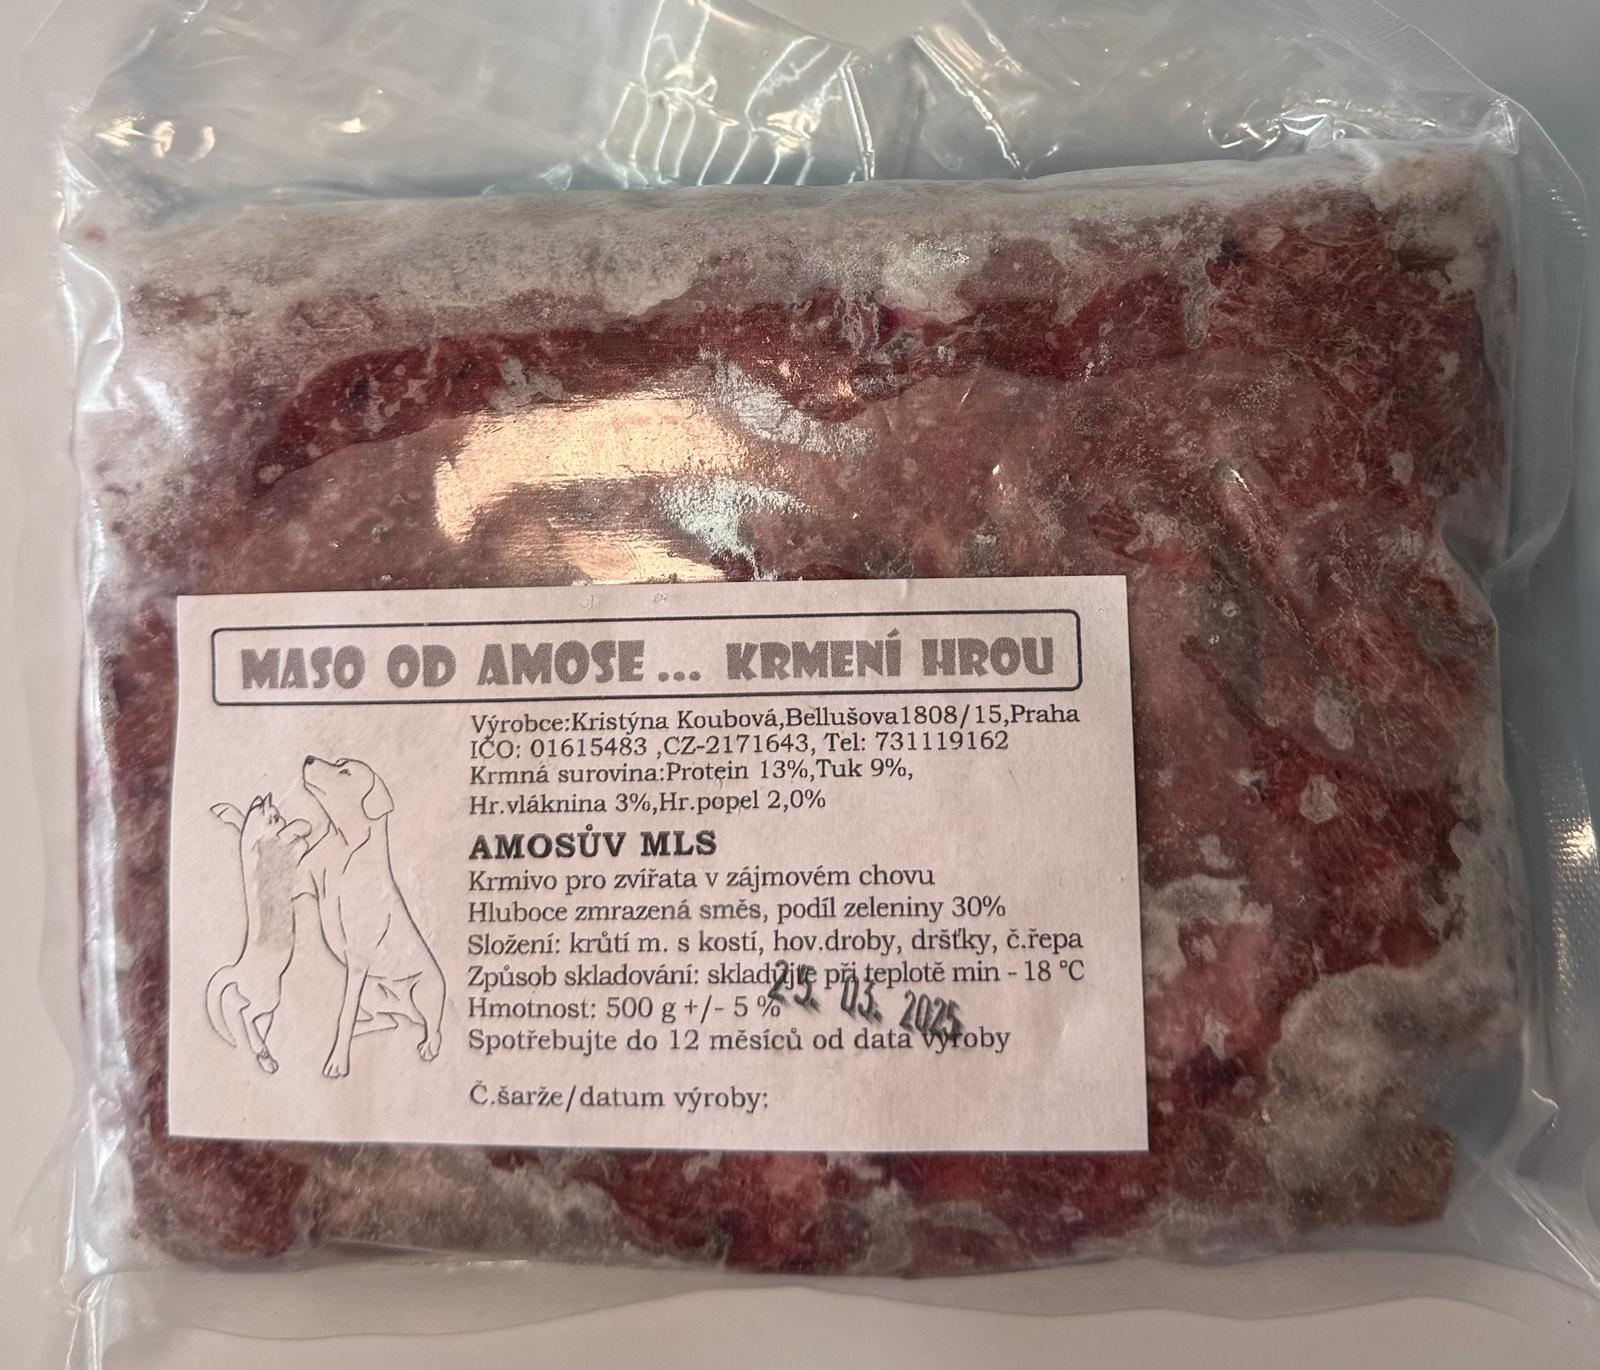 MASO OD AMOSE... KRMENÍ HROU
Výrobce:Kristýna Koubová,Bellušova1808/15,Praha
IČO: 01615483 ,CZ-2171643, Tel: 731119162
Krmná surovina:Protein 13%,Tuk 9%,
Hr.vláknina 3%,Hr.popel 2,0%
AMOSŮV MLS
Krmivo pro zvířata v zájmovém chovu
Hluboce zmrazená směs, podíl zeleniny 30%
Složení: krůtí m. s kostí, hov.droby, dršťky, č.řepa
Způsob skladování: skladujte při teplotě min - 18 °C
Hmotnost: 500 g +/- 5 %
25. 03. 2025
Spotřebujte do 12 měsíců od data výroby
Č.šarže/datum výroby: